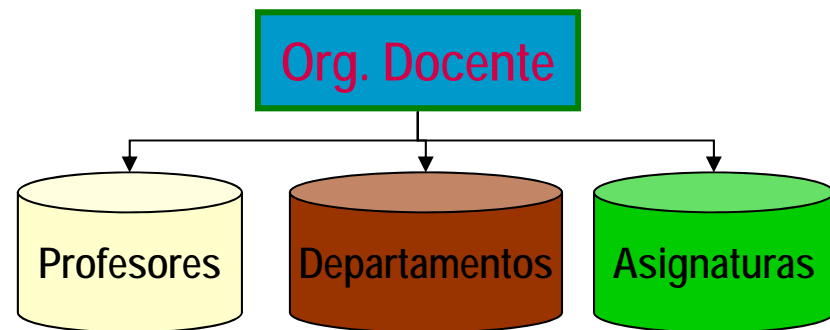 Org. Docente
Profesores
Departamentos
Asignaturas